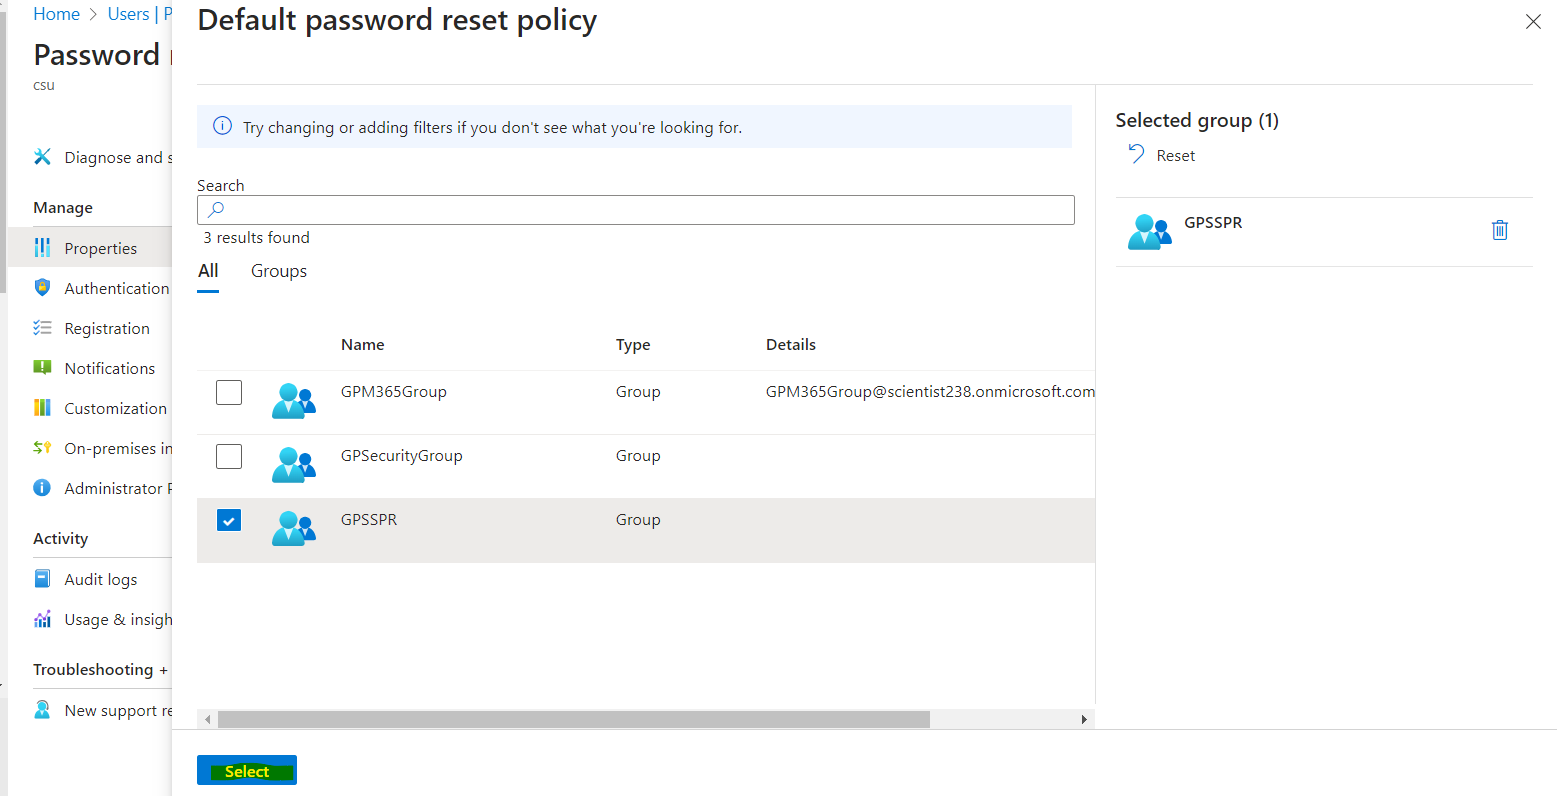 Home > Users | P
Password r
csu
Diagnose and s
Manage
Properties
Authentication
Registration
Notifications
Customization
On-premises in
Administrator P
Activity
Audit logs
Usage & insigh
Troubleshooting +
New support re
Default password reset policy
Try changing or adding filters if you don't see what you're looking for.
Search
3 results found
All Groups
Name Type Details
GPM365Group Group GPM365Group@scientist238.onmicrosoft.com
GPSecurityGroup Group
GPSSPR Group
Select
Selected group (1)
Reset
GPSSPR